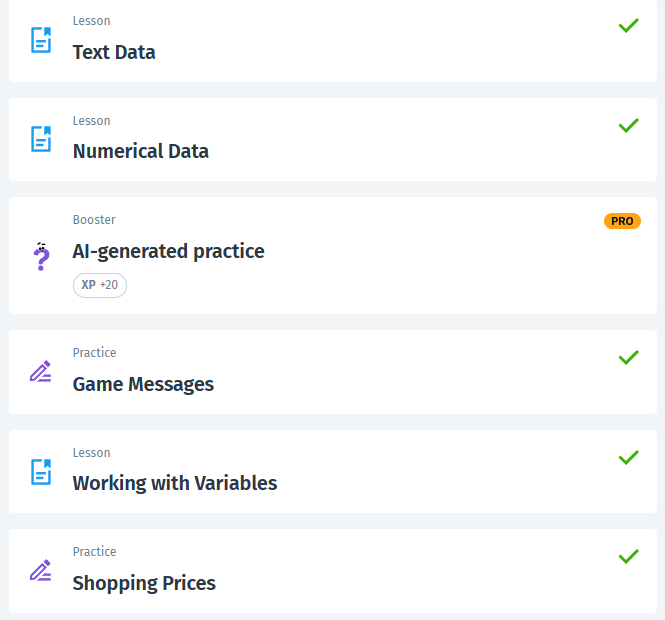 Lesson
Text Data
Lesson
Numerical Data
Booster
PRO
AI-generated practice
XP +20
Practice
Game Messages
Lesson
Working with Variables
Practice
Shopping Prices